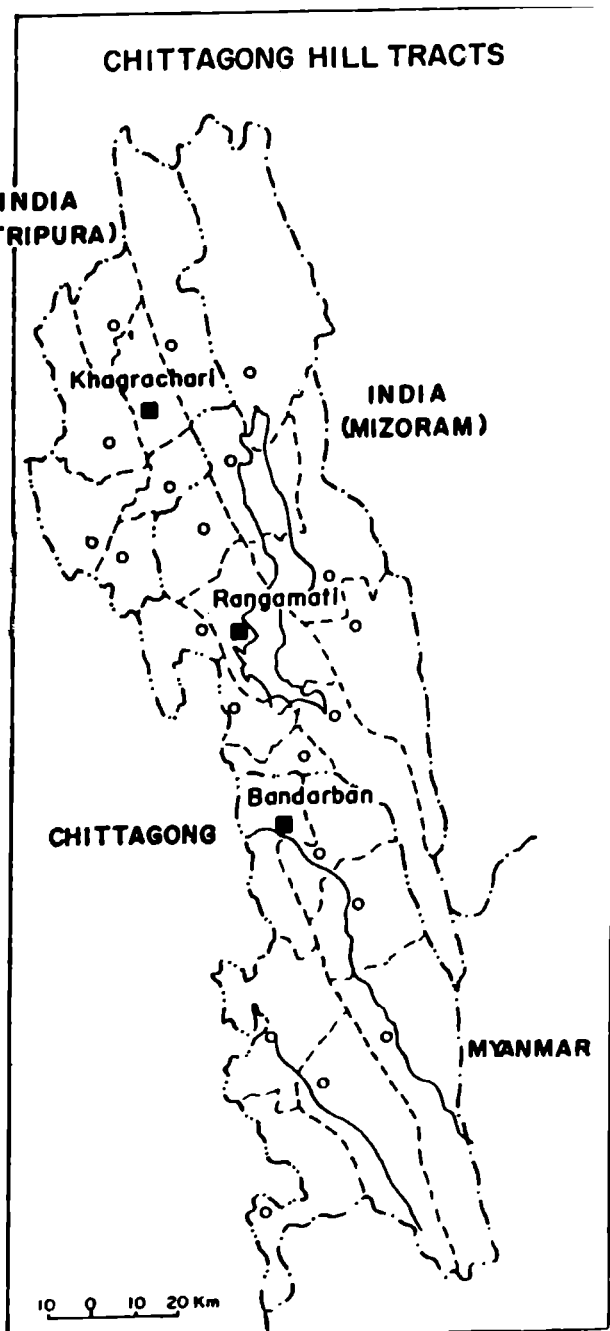 CHITTAGONG HILL TRACTS
INDIA
TRIPURA)
Khagrachari
INDIA
(MIZORAM)
Rangamati
Bandarban
CHITTAGONG
MYANMAR
10 0 10 20 Km